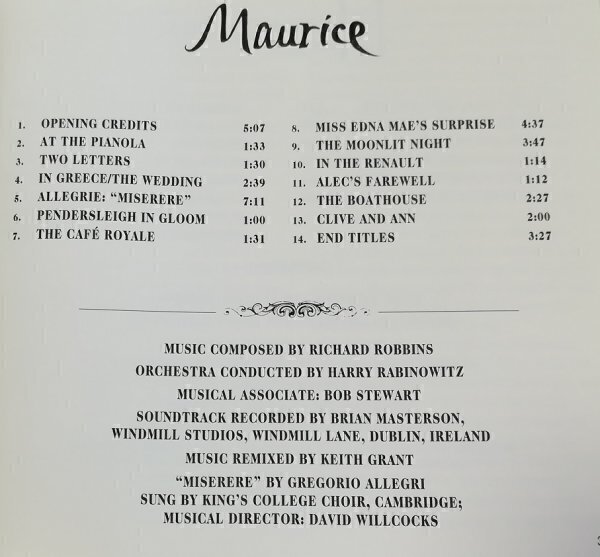 Maurice
1. OPENING CREDITS 5:07
2. AT THE PIANOLA 1:33
3. TWO LETTERS 1:30
4. IN GREECE/THE WEDDING 2:39
5. ALLEGRIE: “MISERERE” 7:11
6. PENDERSLEIGH IN GLOOM 1:00
7. THE CAFÉ ROYALE 1:31
8. MISS EDNA MAE'S SURPRISE 4:37
9. THE MOONLIT NIGHT 3:47
10. IN THE RENAULT 1:14
11. ALEC'S FAREWELL 1:12
12. THE BOATHOUSE 2:27
13. CLIVE AND ANN 2:00
14. END TITLES 3:27
MUSIC COMPOSED BY RICHARD ROBBINS
ORCHESTRA CONDUCTED BY HARRY RABINOWITZ
MUSICAL ASSOCIATE: BOB STEWART
SOUNDTRACK RECORDED BY BRIAN MASTERSON,
WINDMILL STUDIOS, WINDMILL LANE, DUBLIN, IRELAND
MUSIC REMIXED BY KEITH GRANT
“MISERERE” BY GREGORIO ALLEGRI
SUNG BY KING'S COLLEGE CHOIR, CAMBRIDGE;
MUSICAL DIRECTOR: DAVID WILLCOCKS